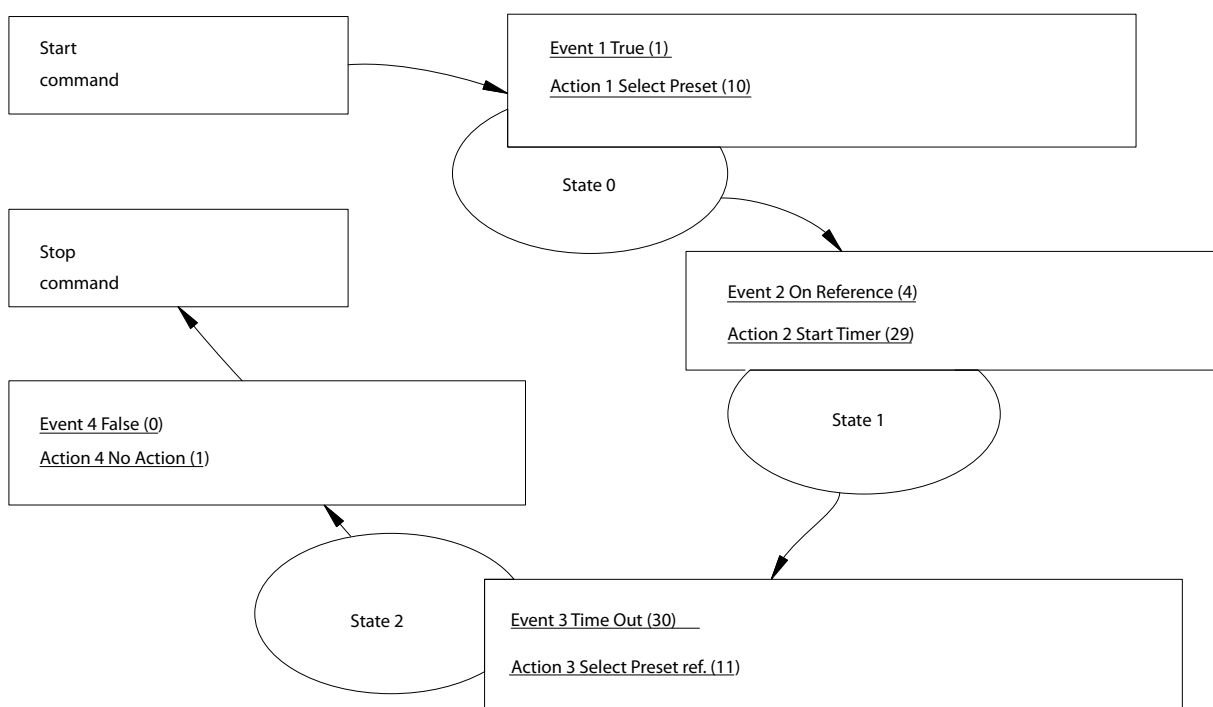 Start
command
Event 1 True (1)
Action 1 Select Preset (10)
State 0
Stop
command
Event 2 On Reference (4)
Action 2 Start Timer (29)
State 1
Event 4 False (0)
Action 4 No Action (1)
State 2
Event 3 Time Out (30)
Action 3 Select Preset ref. (11)